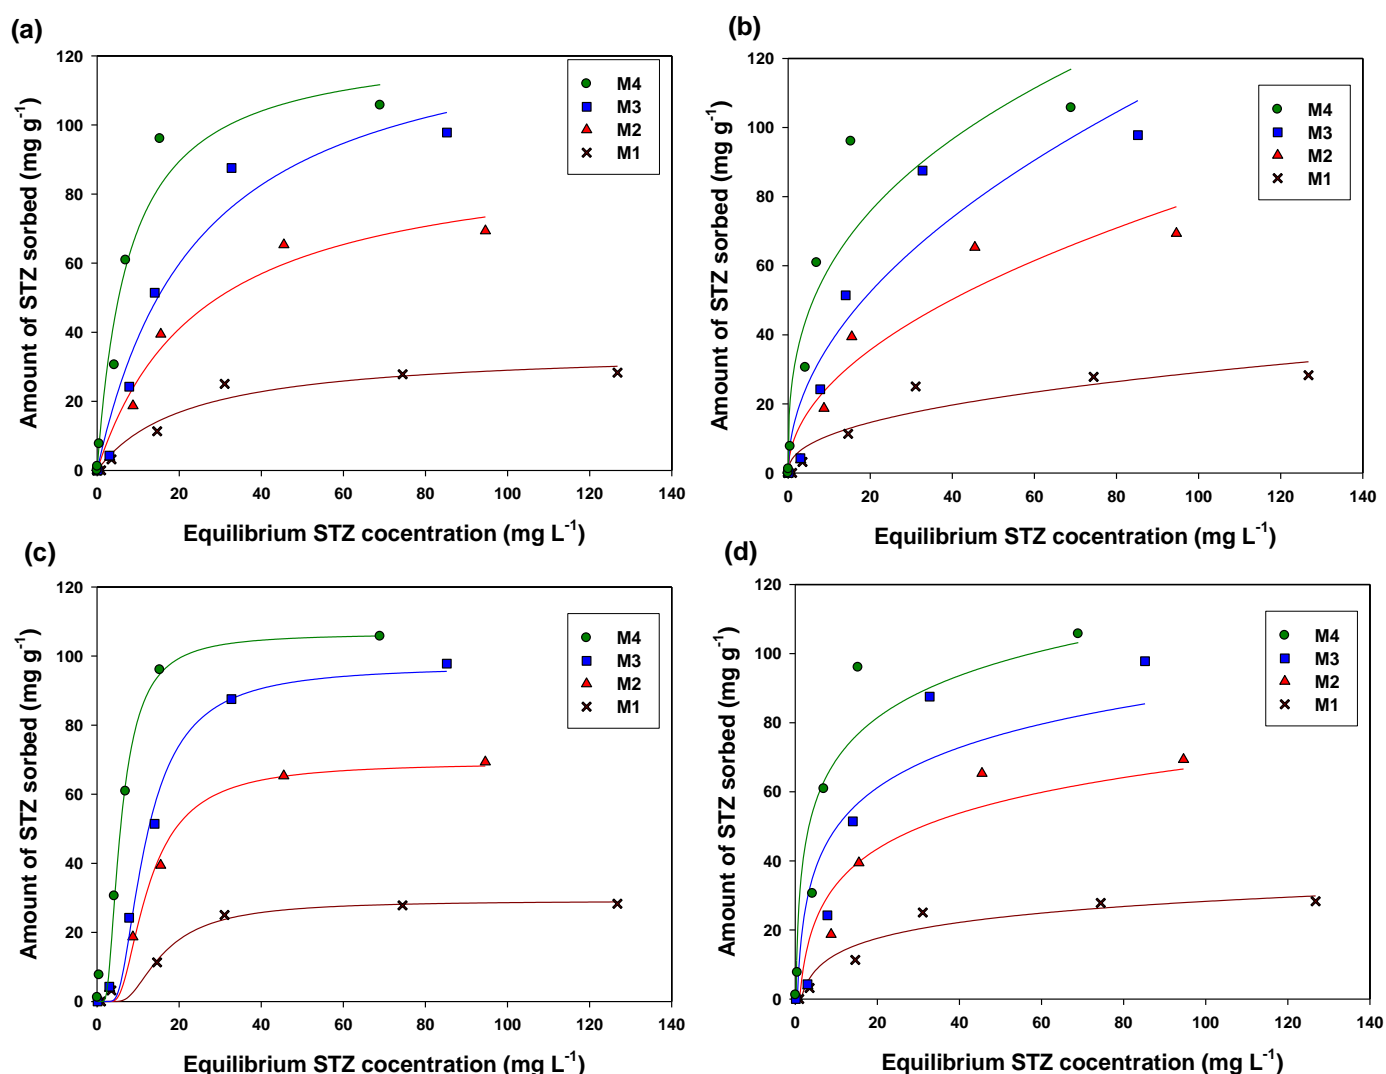 (a)
120
100
80
60
40
20
0
0 20 40 60 80 100 120 140
Amount of STZ sorbed (mg g-1)
Equilibrium STZ cocentration (mg L-1)
M4
M3
M2
M1
(b)
120
100
80
60
40
20
0
0 20 40 60 80 100 120 140
Amount of STZ sorbed (mg g-1)
Equilibrium STZ cocentration (mg L-1)
M4
M3
M2
M1
(c)
120
100
80
60
40
20
0
0 20 40 60 80 100 120 140
Amount of STZ sorbed (mg g-1)
Equilibrium STZ cocentration (mg L-1)
M4
M3
M2
M1
(d)
120
100
80
60
40
20
0
0 20 40 60 80 100 120 140
Amount of STZ sorbed (mg g-1)
Equilibrium STZ cocentration (mg L-1)
M4
M3
M2
M1